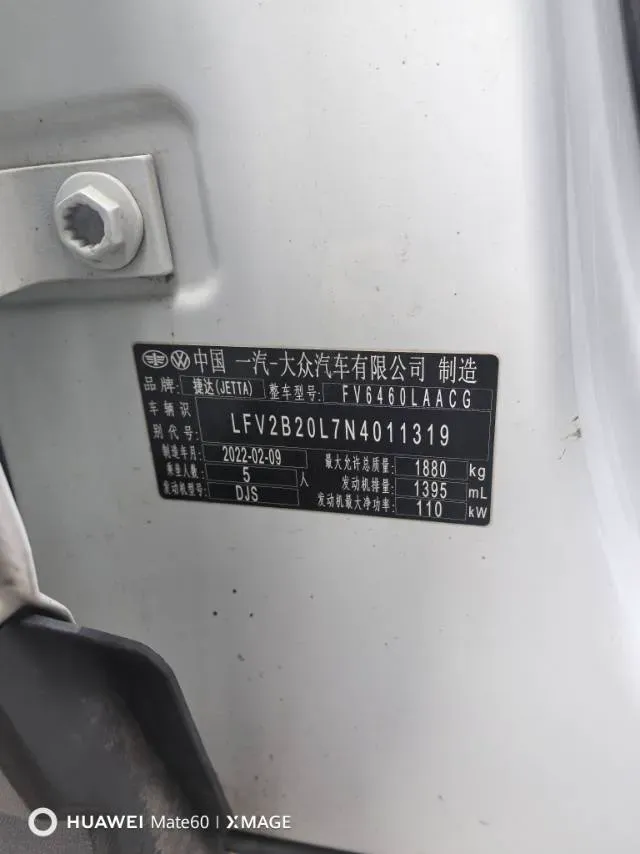 中国 一汽-大众汽车有限公司 制造
品牌: 捷达(JETTA) 整车型号: FV6460LAACG
车辆识别代号: LFV2B20L7N4011319
制造年月 2022-02-09 最大允许总质量: 1880 kg
乘坐人数: 5 人 发动机排量: 1395 mL
发动机型号: DJS 发动机最大净功率: 110 kW
HUAWEI Mate60 | XMAGE